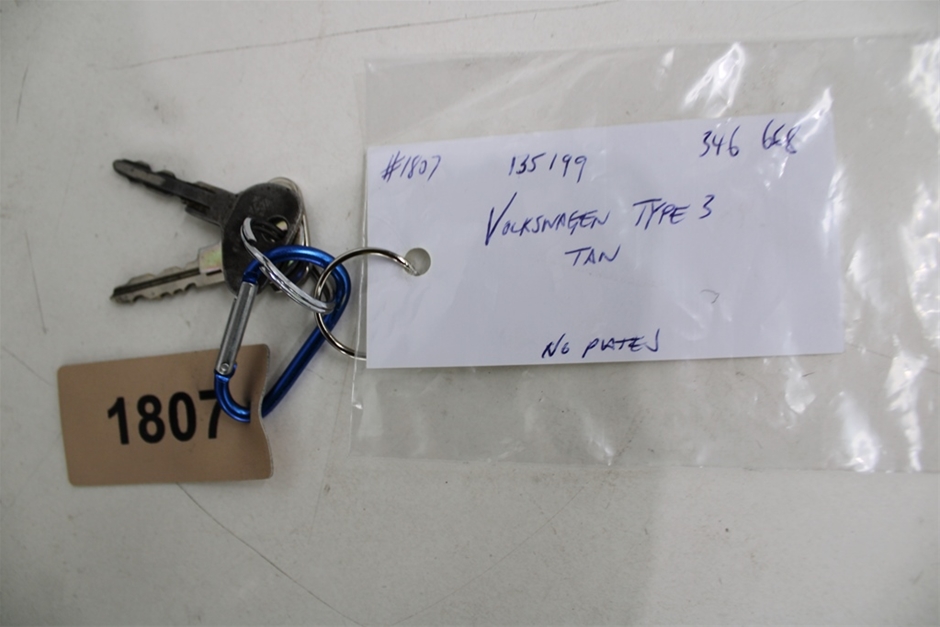 #1807 135199 346 668
VOLKSWAGEN TYPE 3
TAN
NO PLATES
1807